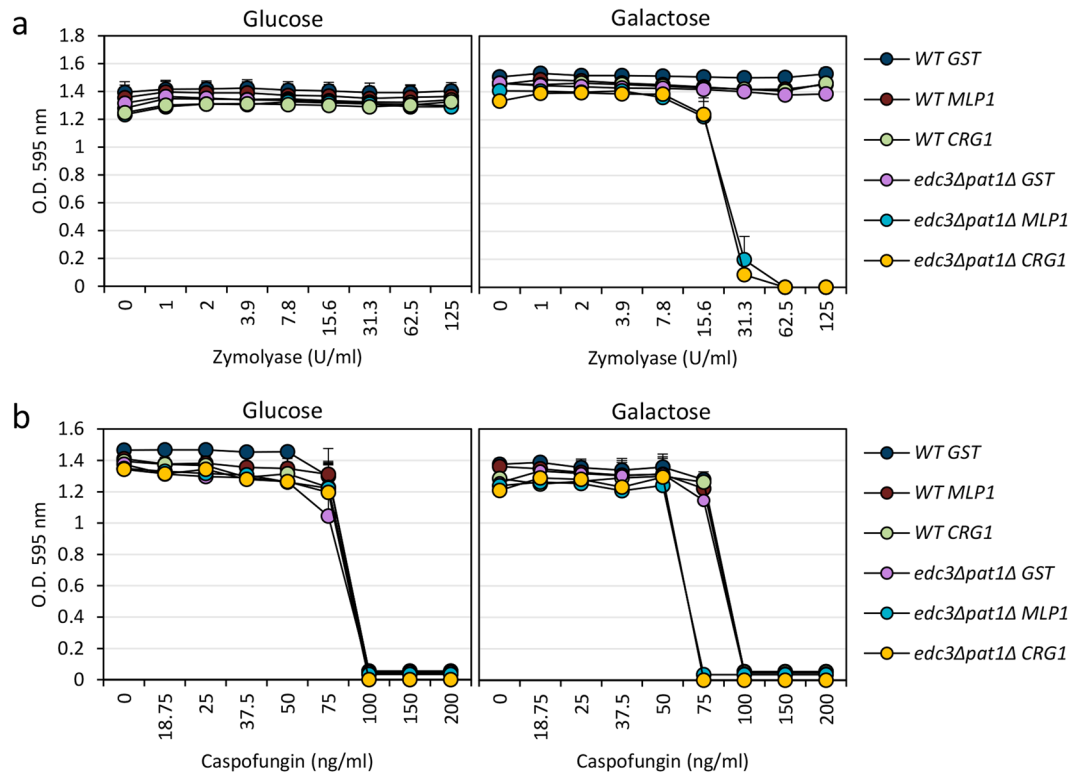 a
Glucose
Galactose
1.8
1.6
1.4
1.2
1
0.8
0.6
0.4
0.2
0
O.D. 595 nm
0 1 2 3.9 7.8 15.6 31.3 62.5 125
0 1 2 3.9 7.8 15.6 31.3 62.5 125
Zymolyase (U/ml)
Zymolyase (U/ml)
WT GST
WT MLP1
WT CRG1
edc3Δpat1Δ GST
edc3Δpat1Δ MLP1
edc3Δpat1Δ CRG1
b
Glucose
Galactose
1.6
1.4
1.2
1
0.8
0.6
0.4
0.2
0
O.D. 595 nm
0 18.75 25 37.5 50 75 100 150 200
0 18.75 25 37.5 50 75 100 150 200
Caspofungin (ng/ml)
Caspofungin (ng/ml)
WT GST
WT MLP1
WT CRG1
edc3Δpat1Δ GST
edc3Δpat1Δ MLP1
edc3Δpat1Δ CRG1